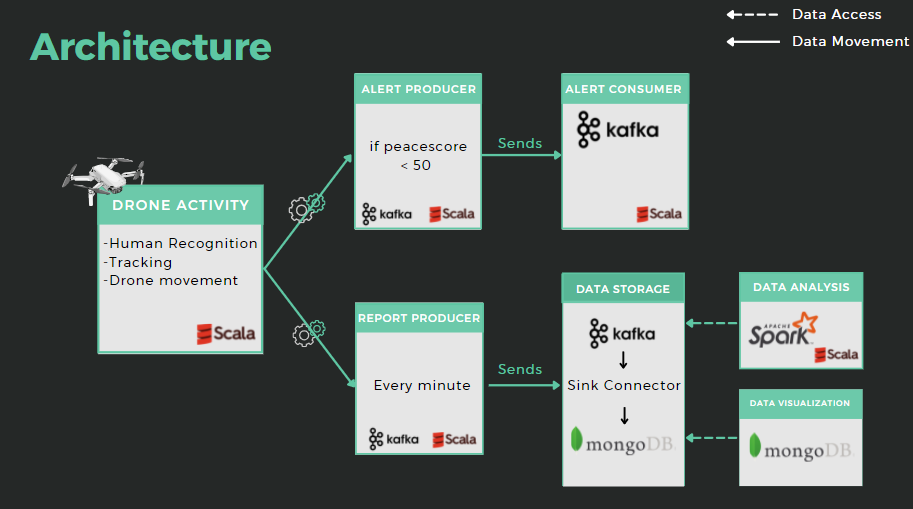 Data Access
Data Movement
Architecture
ALERT PRODUCER
if peacescore
< 50
kafka
Scala
Sends
ALERT CONSUMER
kafka
Scala
DRONE ACTIVITY
-Human Recognition
-Tracking
-Drone movement
Scala
REPORT PRODUCER
Every minute
kafka
Scala
Sends
DATA STORAGE
kafka
Sink Connector
mongoDB.
DATA ANALYSIS
APACHE
Spark
Scala
DATA VISUALIZATION
mongoDB.